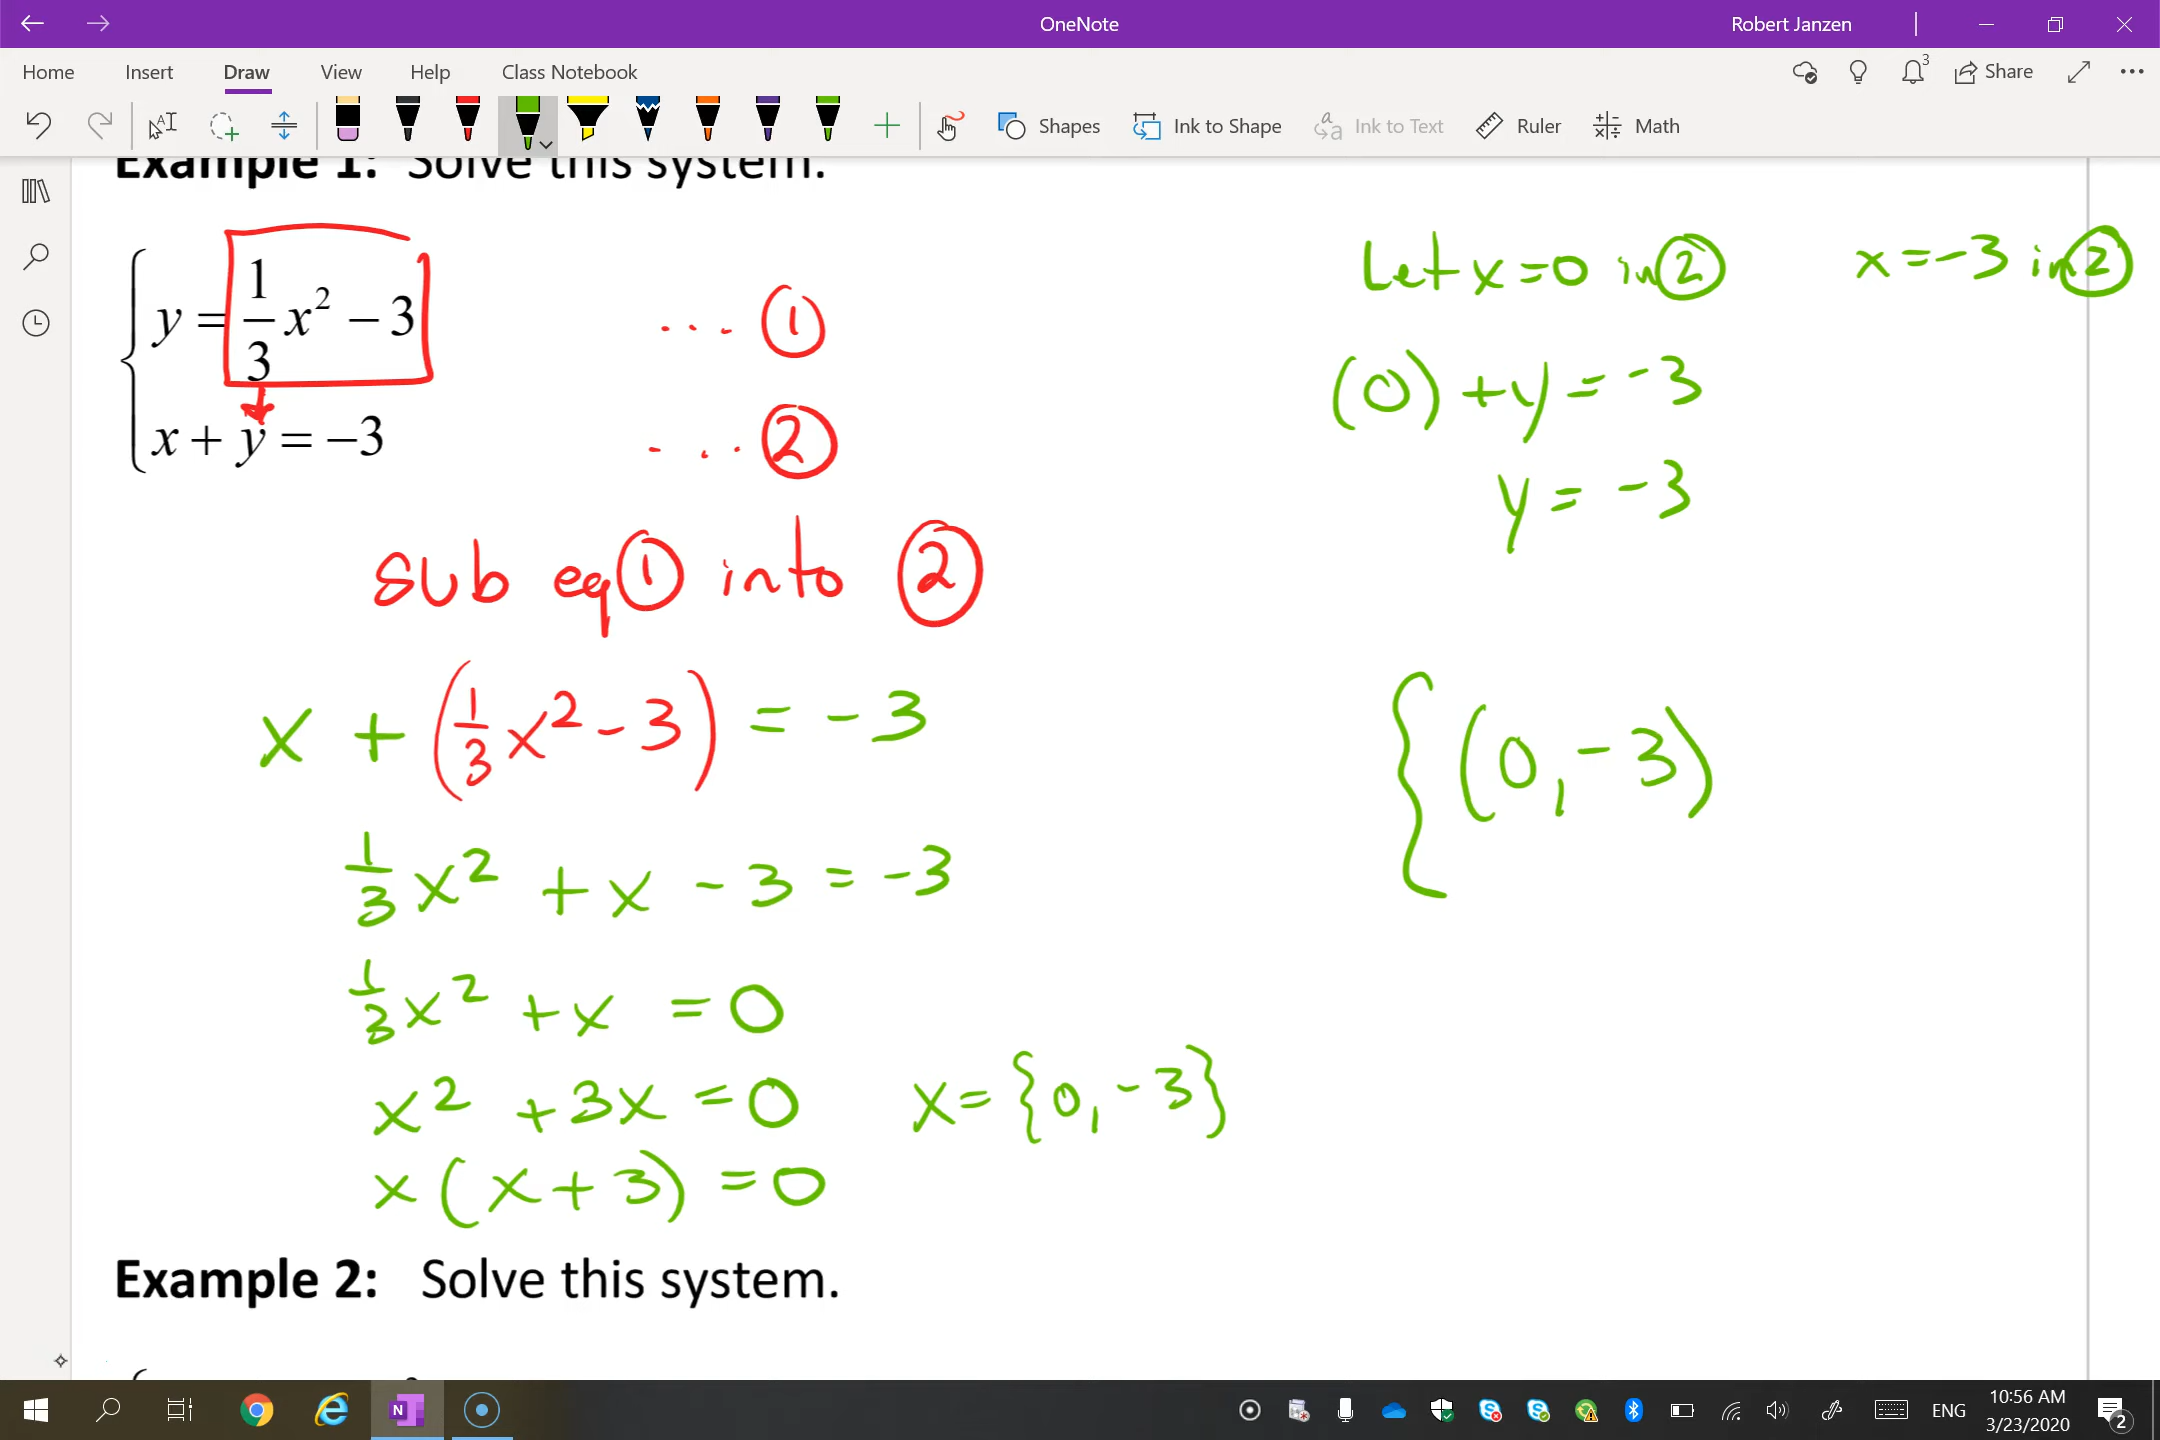 OneNote
Robert Janzen
Home Insert Draw View Help Class Notebook
3
Share
Shapes Ink to Shape Ink to Text Ruler Math
Example 1: Solve this system.
y = 1/3 x² − 3 ... ①
x + y = −3 ... ②
sub eq ① into ②
x + (1/3 x² - 3) = -3
1/3 x² + x - 3 = -3
1/3 x² + x = 0
x² + 3x = 0
x = {0, -3}
x (x + 3) = 0
Let x = 0 in ②
(0) + y = -3
y = -3
x = -3 in ②
{ (0, -3)
Example 2: Solve this system.
ENG
10:56 AM
3/23/2020
2